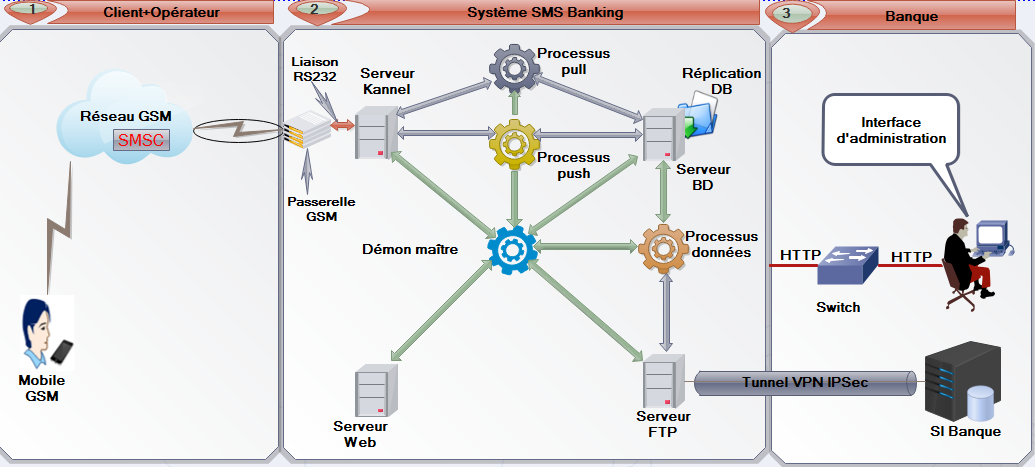 1
Client+Opérateur
2
Système SMS Banking
3
Banque
Réseau GSM
SMSC
Mobile
GSM
Liaison
RS232
Serveur
Kannel
Processus
pull
Réplication
DB
Processus
push
Serveur
BD
Passerelle
GSM
Démon maître
Processus
données
Serveur
Web
Serveur
FTP
Interface
d'administration
HTTP
HTTP
Switch
Tunnel VPN IPSec
SI Banque